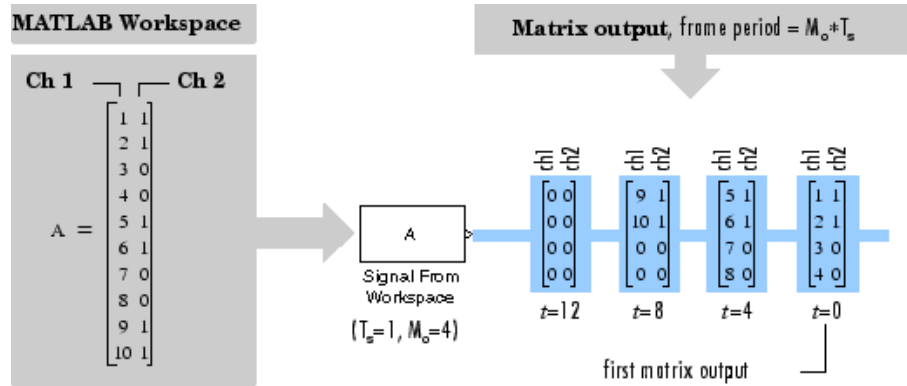 MATLAB Workspace
Matrix output, frame period = Mₒ*Tₛ
Ch 1 Ch 2
A =
1 1
2 1
3 0
4 0
5 1
6 1
7 0
8 0
9 1
10 1
A
Signal From
Workspace
(Tₛ=1, Mₒ=4)
ch1 ch2
0 0
0 0
0 0
0 0
t=12
ch1 ch2
9 1
10 1
0 0
0 0
t=8
ch1 ch2
5 1
6 1
7 0
8 0
t=4
ch1 ch2
1 1
2 1
3 0
4 0
t=0
first matrix output